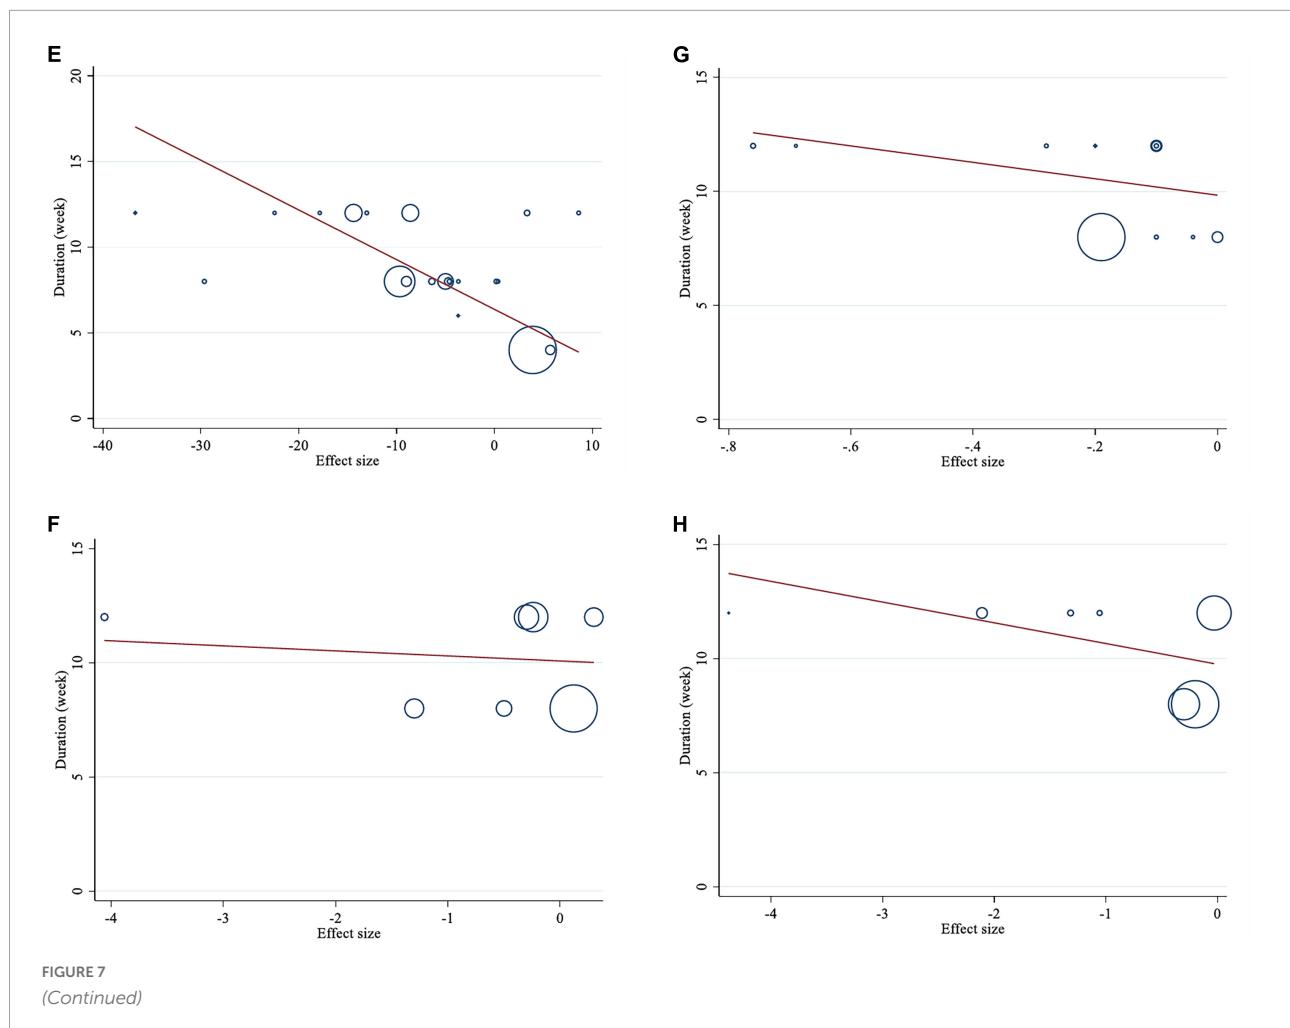 E
20
15
10
5
0
Duration (week)
-40 -30 -20 -10 0 10
Effect size
G
15
10
5
0
Duration (week)
-.8 -.6 -.4 -.2 0
Effect size
F
15
10
5
0
Duration (week)
-4 -3 -2 -1 0
Effect size
H
15
10
5
0
Duration (week)
-4 -3 -2 -1 0
Effect size
FIGURE 7
(Continued)